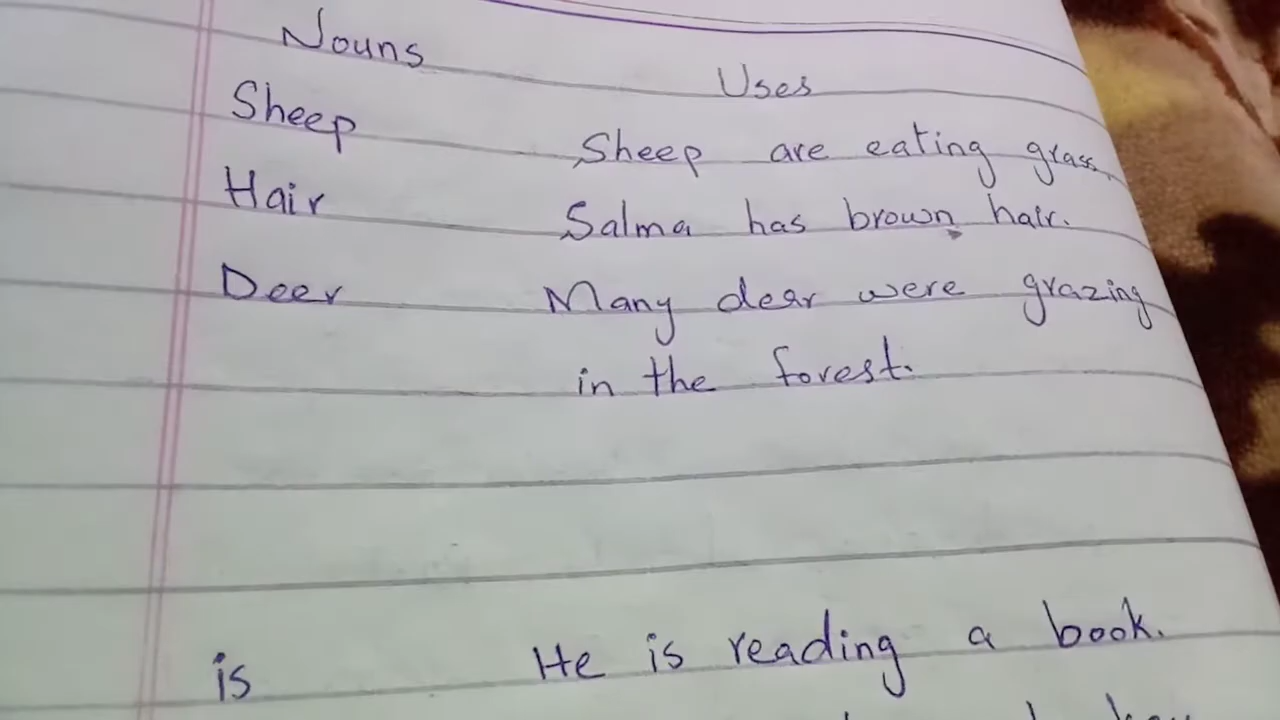 Nouns Uses
Sheep Sheep are eating grass.
Hair Salma has brown hair.
Deer Many dear were grazing
in the forest.
is He is reading a book.